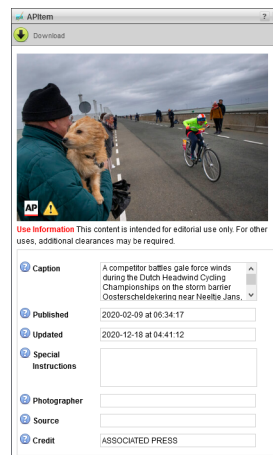 APItem
?
Download
AP
Use Information This content is intended for editorial use only. For other
uses, additional clearances may be required.
? Caption
A competitor battles gale force winds
during the Dutch Headwind Cycling
Championships on the storm barrier
Oosterscheldekering near Neeltje Jans,
? Published
2020-02-09 at 06:34:17
? Updated
2020-12-18 at 04:41:12
? Special
Instructions
? Photographer
? Source
? Credit
ASSOCIATED PRESS